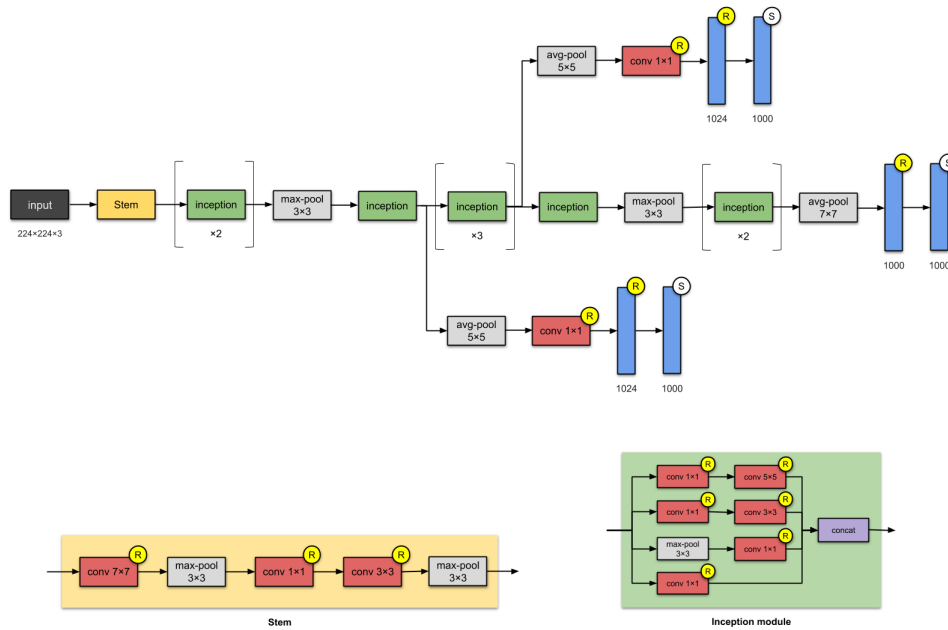 R
S
avg-pool
5×5
conv 1×1
R
1024
1000
R
S
input
Stem
inception
×2
max-pool
3×3
inception
inception
×3
inception
max-pool
3×3
inception
×2
avg-pool
7×7
224×224×3
1000
1000
R
S
avg-pool
5×5
conv 1×1
R
1024
1000
conv 7×7
R
max-pool
3×3
conv 1×1
R
conv 3×3
R
max-pool
3×3
Stem
conv 1×1
R
conv 5×5
R
conv 1×1
R
conv 3×3
R
max-pool
3×3
conv 1×1
R
conv 1×1
R
concat
Inception module